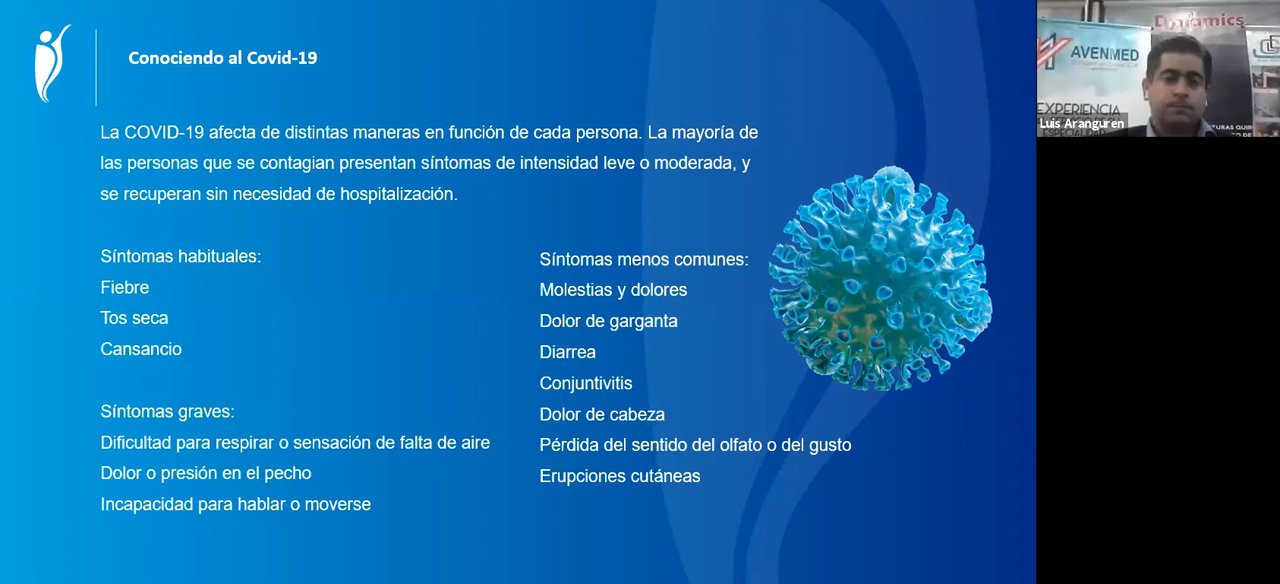 Conociendo al Covid-19
La COVID-19 afecta de distintas maneras en función de cada persona. La mayoría de
las personas que se contagian presentan síntomas de intensidad leve o moderada, y
se recuperan sin necesidad de hospitalización.
Síntomas habituales:
Fiebre
Tos seca
Cansancio
Síntomas graves:
Dificultad para respirar o sensación de falta de aire
Dolor o presión en el pecho
Incapacidad para hablar o moverse
Síntomas menos comunes:
Molestias y dolores
Dolor de garganta
Diarrea
Conjuntivitis
Dolor de cabeza
Pérdida del sentido del olfato o del gusto
Erupciones cutáneas
AVENMED
EXPERIENCIA
Luis Aranguren